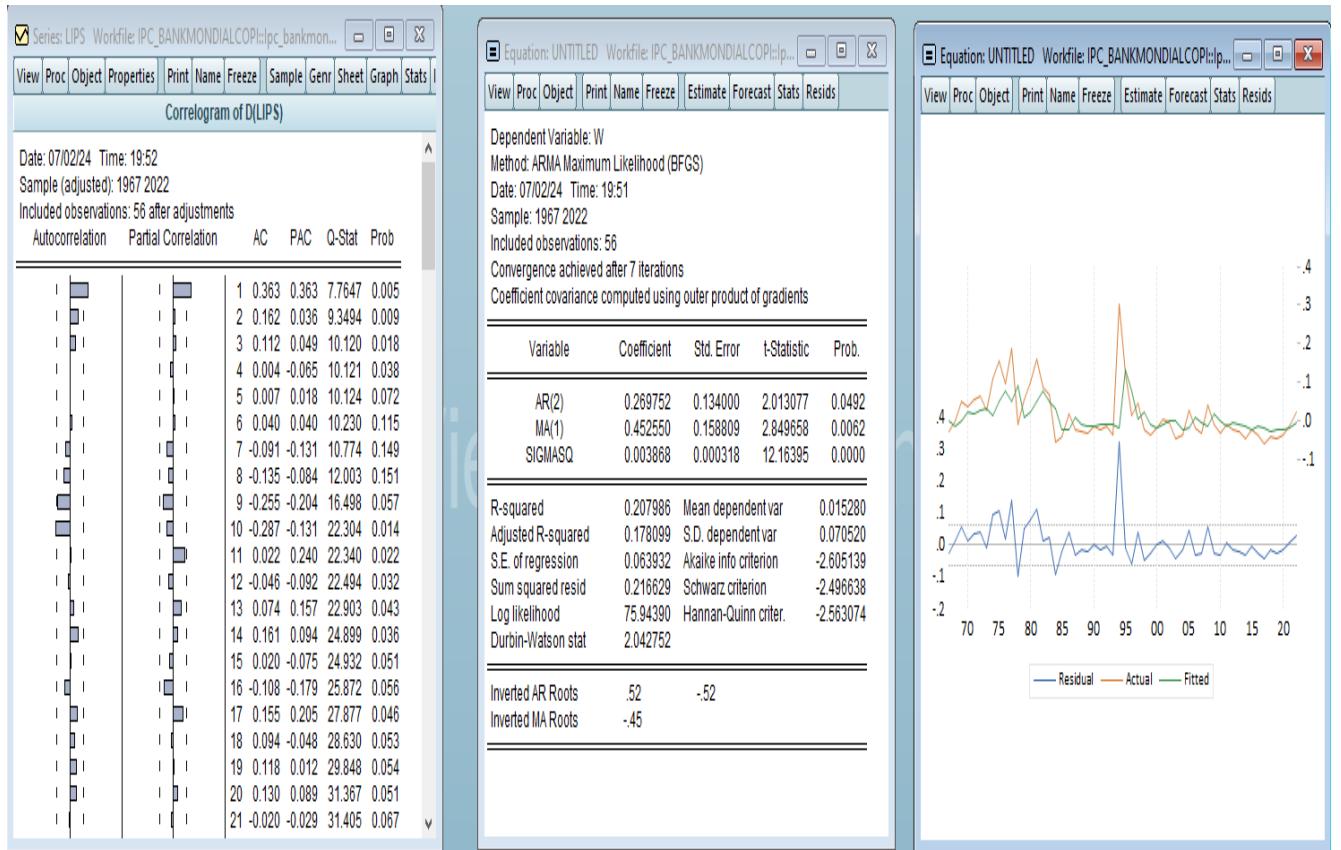 Series: LIPS Workfile: IPC_BANKMONDIALCOPI::Ipc_bankmon...
View Proc Object Properties Print Name Freeze Sample Genr Sheet Graph Stats
Correlogram of D(LIPS)
Date: 07/02/24 Time: 19:52
Sample (adjusted): 1967 2022
Included observations: 56 after adjustments
Autocorrelation Partial Correlation AC PAC Q-Stat Prob
1 0.363 0.363 7.7647 0.005
2 0.162 0.036 9.3494 0.009
3 0.112 0.049 10.120 0.018
4 0.004 -0.065 10.121 0.038
5 0.007 0.018 10.124 0.072
6 0.040 0.040 10.230 0.115
7 -0.091 -0.131 10.774 0.149
8 -0.135 -0.084 12.003 0.151
9 -0.255 -0.204 16.498 0.057
10 -0.287 -0.131 22.304 0.014
11 0.022 0.240 22.340 0.022
12 -0.046 -0.092 22.494 0.032
13 0.074 0.157 22.903 0.043
14 0.161 0.094 24.899 0.036
15 0.020 -0.075 24.932 0.051
16 -0.108 -0.179 25.872 0.056
17 0.155 0.205 27.877 0.046
18 0.094 -0.048 28.630 0.053
19 0.118 0.012 29.848 0.054
20 0.130 0.089 31.367 0.051
21 -0.020 -0.029 31.405 0.067
Equation: UNTITLED Workfile: IPC_BANKMONDIALCOPI::Ip...
View Proc Object Print Name Freeze Estimate Forecast Stats Resids
Dependent Variable: W
Method: ARMA Maximum Likelihood (BFGS)
Date: 07/02/24 Time: 19:51
Sample: 1967 2022
Included observations: 56
Convergence achieved after 7 iterations
Coefficient covariance computed using outer product of gradients
Variable Coefficient Std. Error t-Statistic Prob.
AR(2) 0.269752 0.134000 2.013077 0.0492
MA(1) 0.452550 0.158809 2.849658 0.0062
SIGMASQ 0.003868 0.000318 12.16395 0.0000
R-squared 0.207986 Mean dependent var 0.015280
Adjusted R-squared 0.178099 S.D. dependent var 0.070520
S.E. of regression 0.063932 Akaike info criterion -2.605139
Sum squared resid 0.216629 Schwarz criterion -2.496638
Log likelihood 75.94390 Hannan-Quinn criter. -2.563074
Durbin-Watson stat 2.042752
Inverted AR Roots .52 -.52
Inverted MA Roots -.45
Equation: UNTITLED Workfile: IPC_BANKMONDIALCOPI::Ip...
View Proc Object Print Name Freeze Estimate Forecast Stats Resids
.4
.3
.2
.1
.4 .0
.3 -.1
.2
.1
.0
-.1
-.2
70 75 80 85 90 95 00 05 10 15 20
Residual Actual Fitted